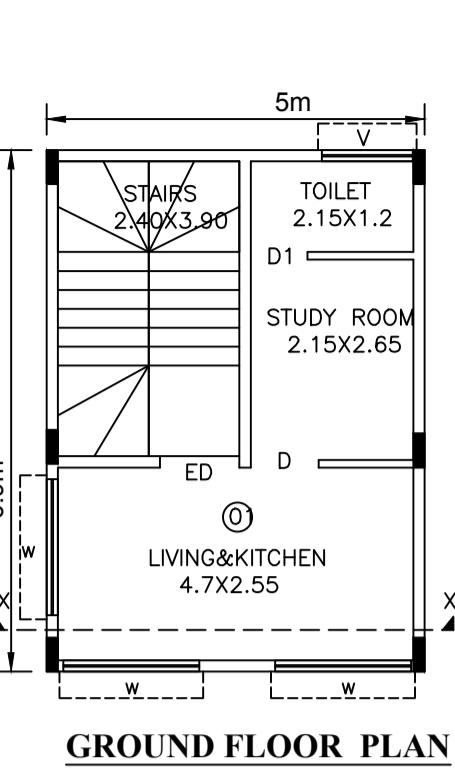 5m
V
STAIRS
2.40X3.90
TOILET
2.15X1.2
D1
STUDY ROOM
2.15X2.65
D
ED
01
W
LIVING&KITCHEN
4.7X2.55
X
X
W
W
GROUND FLOOR PLAN